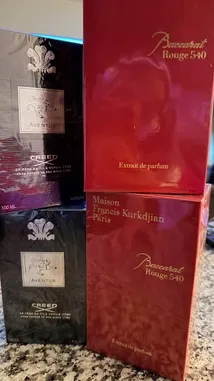 AVENTUS
CREED
100 ML
Baccarat
Rouge 540
Extrait de parfum
AVENTUS
CREED
Maison
Francis Kurkdjian
Paris
Baccarat
Rouge 540
Extrait de parfum